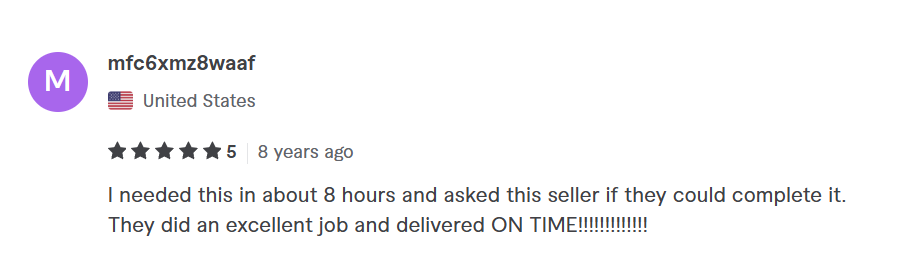 M
mfc6xmz8waaf
United States
5 8 years ago
I needed this in about 8 hours and asked this seller if they could complete it.
They did an excellent job and delivered ON TIME!!!!!!!!!!!!!